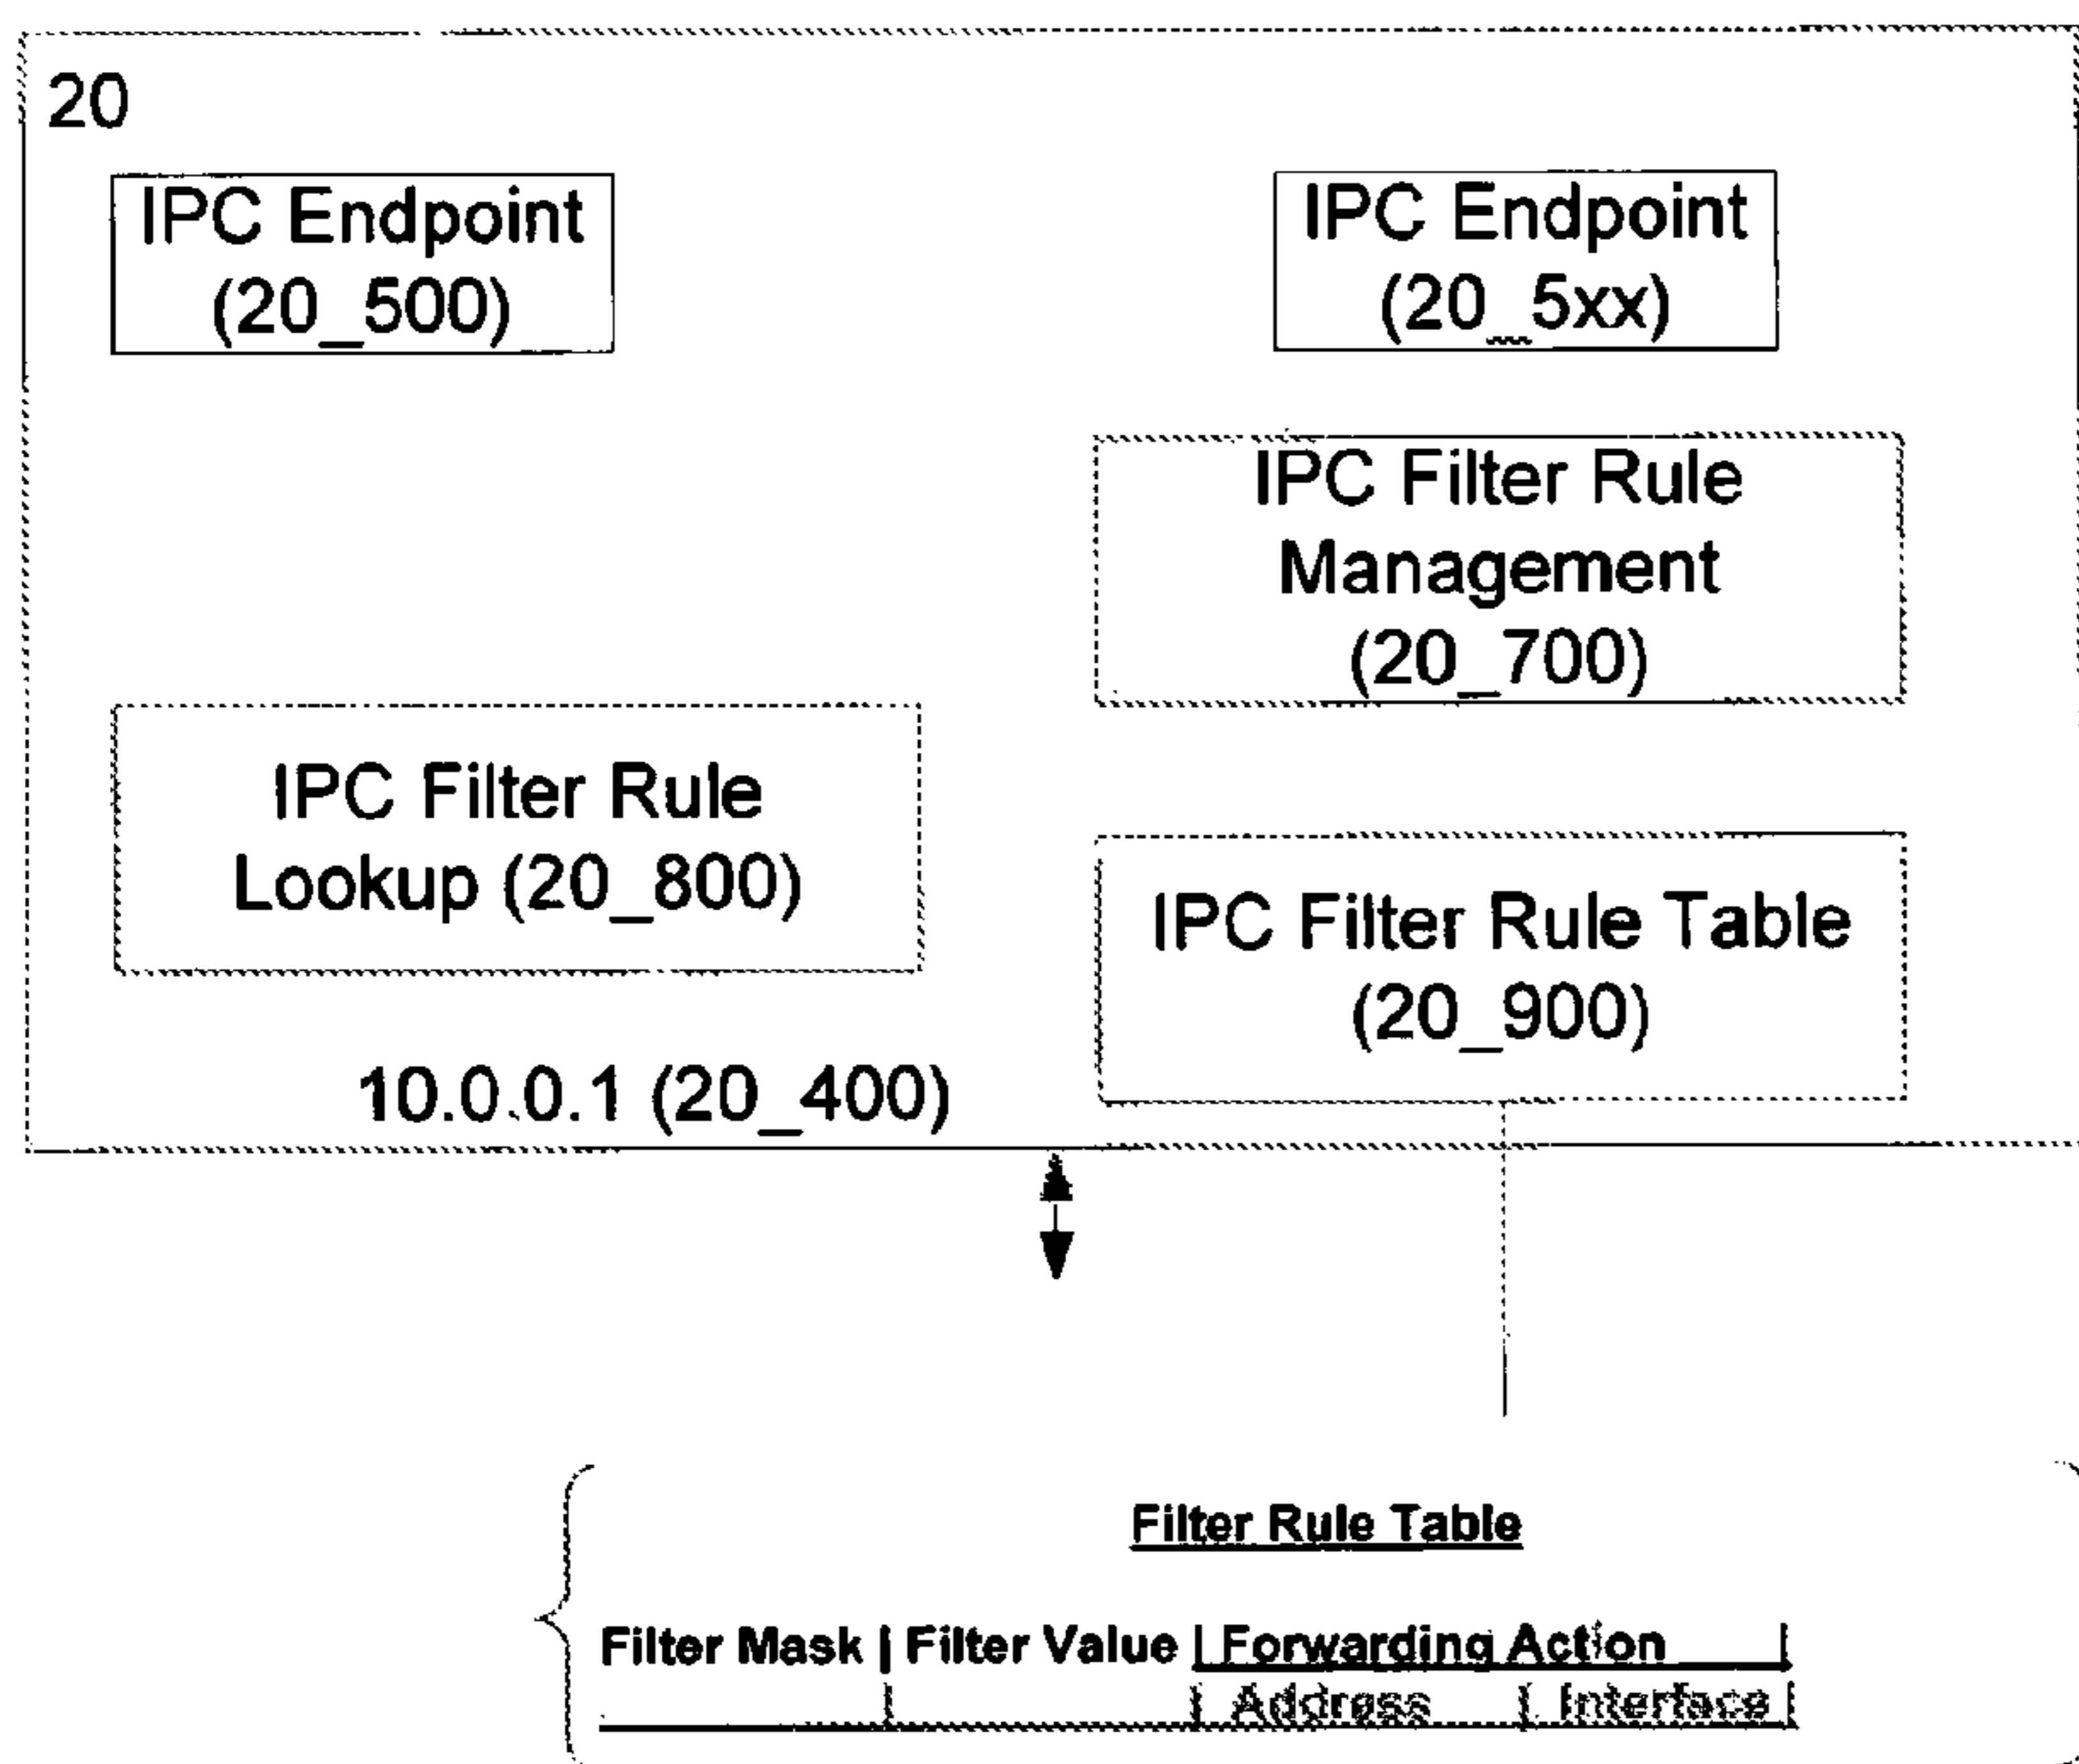 20
IPC Endpoint
(20_500)
IPC Endpoint
(20_5xx)
IPC Filter Rule
Management
(20_700)
IPC Filter Rule
Lookup (20_800)
IPC Filter Rule Table
(20_900)
10.0.0.1 (20_400)
Filter Rule Table
Filter Mask | Filter Value | Forwarding Action |
| | Address | Interface |